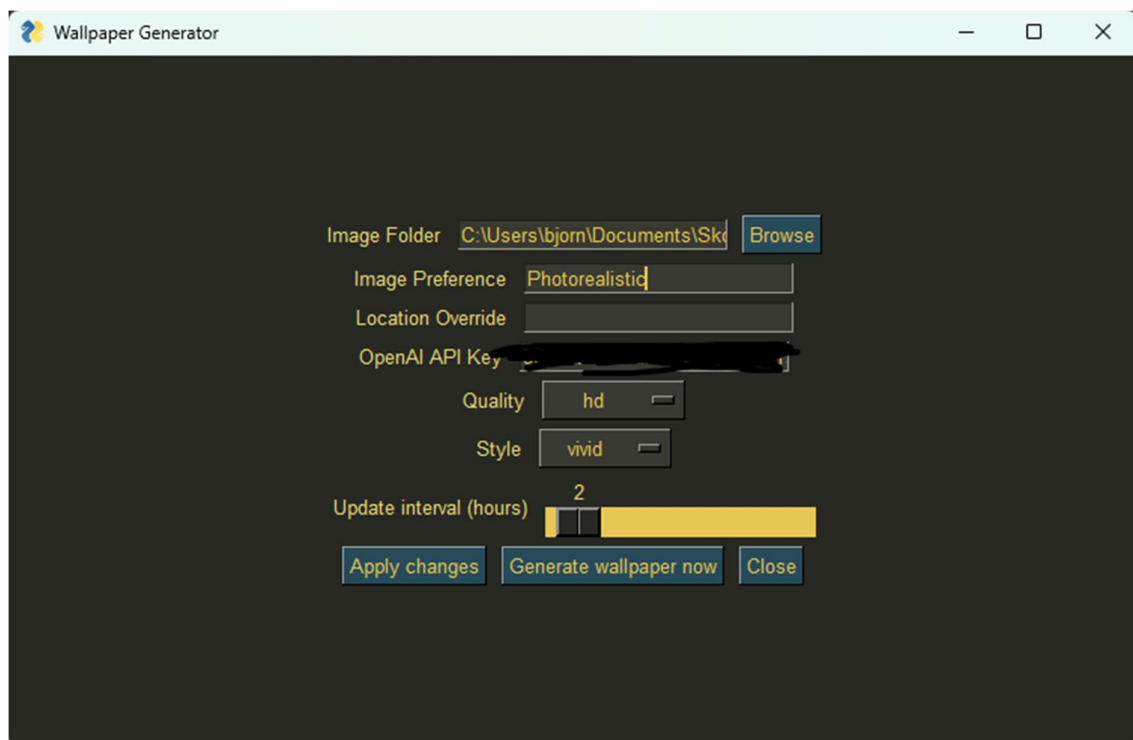 Wallpaper Generator
Image Folder C:\Users\bjorn\Documents\Sko Browse
Image Preference Photorealistic
Location Override
OpenAI API Key
Quality hd
Style vivid
2
Update interval (hours)
Apply changes Generate wallpaper now Close